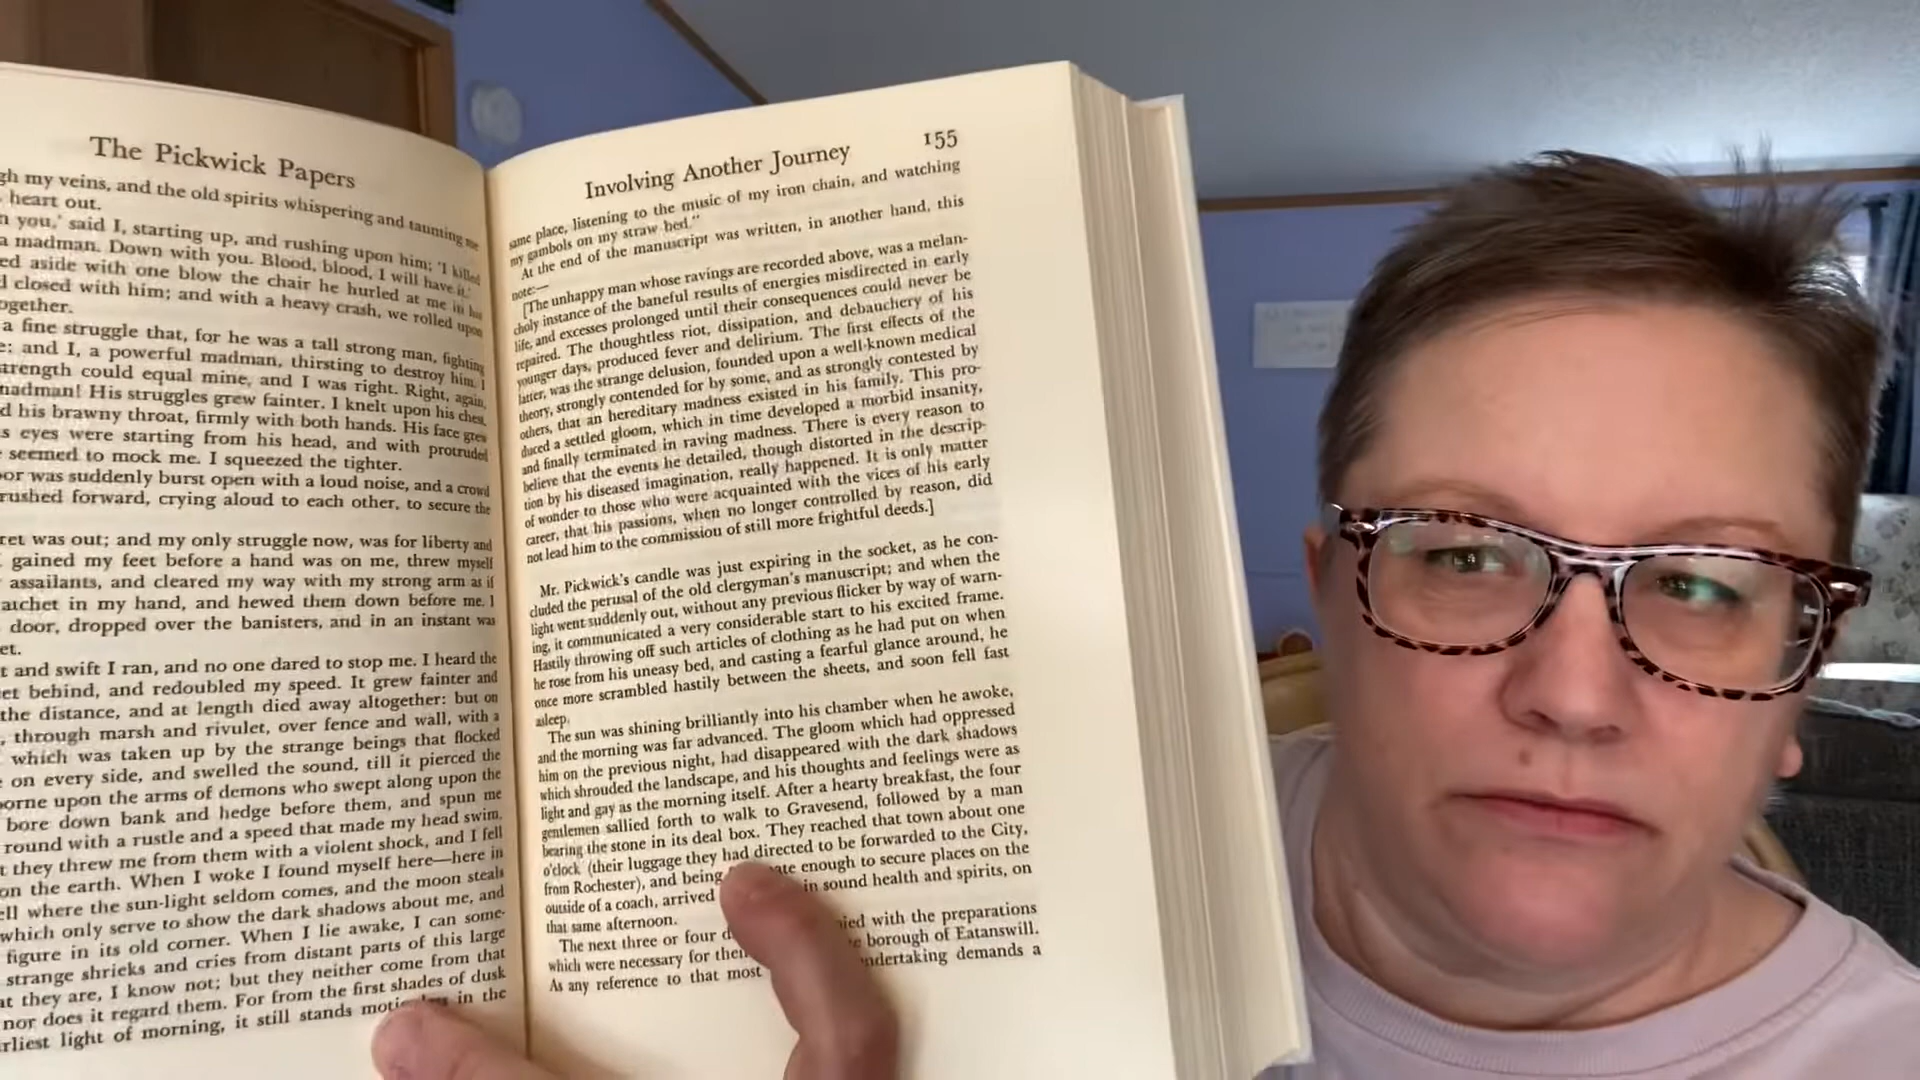 The Pickwick Papers
gh my veins, and the old spirits whispering and taunting me
heart out.
n you,' said I, starting up, and rushing upon him; 'I killed
a madman. Down with you. Blood, blood, I will have it.'
ed aside with one blow the chair he hurled at me in his
d closed with him; and with a heavy crash, we rolled upon
ogether.
a fine struggle that, for he was a tall strong man, fighting
e: and I, a powerful madman, thirsting to destroy him. I
trength could equal mine, and I was right. Right, again,
nadman! His struggles grew fainter. I knelt upon his chest,
d his brawny throat, firmly with both hands. His face grew
s eyes were starting from his head, and with protruded
seemed to mock me. I squeezed the tighter.
oor was suddenly burst open with a loud noise, and a crowd
rushed forward, crying aloud to each other, to secure the
ret was out; and my only struggle now, was for liberty and
gained my feet before a hand was on me, threw myself
assailants, and cleared my way with my strong arm as if
atchet in my hand, and hewed them down before me. I
door, dropped over the banisters, and in an instant was
et.
t and swift I ran, and no one dared to stop me. I heard the
et behind, and redoubled my speed. It grew fainter and
the distance, and at length died away altogether: but on
, through marsh and rivulet, over fence and wall, with a
which was taken up by the strange beings that flocked
on every side, and swelled the sound, till it pierced the
orne upon the arms of demons who swept along upon the
bore down bank and hedge before them, and spun me
round with a rustle and a speed that made my head swim,
t they threw me from them with a violent shock, and I fell
on the earth. When I woke I found myself here—here in
ell where the sun-light seldom comes, and the moon steals
which only serve to show the dark shadows about me, and
figure in its old corner. When I lie awake, I can some-
strange shrieks and cries from distant parts of this large
at they are, I know not; but they neither come from that
nor does it regard them. For from the first shades of dusk
rliest light of morning, it still stands in the
Involving Another Journey 155
same place, listening to the music of my iron chain, and watching
my gambols on my straw bed."
At the end of the manuscript was written, in another hand, this
note:—
[The unhappy man whose ravings are recorded above, was a melan-
choly instance of the baneful results of energies misdirected in early
life, and excesses prolonged until their consequences could never be
repaired. The thoughtless riot, dissipation, and debauchery of his
younger days, produced fever and delirium. The first effects of the
latter, was the strange delusion, founded upon a well-known medical
theory, strongly contended for by some, and as strongly contested by
others, that an hereditary madness existed in his family. This pro-
duced a settled gloom, which in time developed a morbid insanity,
and finally terminated in raving madness. There is every reason to
believe that the events he detailed, though distorted in the descrip-
tion by his diseased imagination, really happened. It is only matter
of wonder to those who were acquainted with the vices of his early
career, that his passions, when no longer controlled by reason, did
not lead him to the commission of still more frightful deeds.]
Mr. Pickwick's candle was just expiring in the socket, as he con-
cluded the perusal of the old clergyman's manuscript; and when the
light went suddenly out, without any previous flicker by way of warn-
ing, it communicated a very considerable start to his excited frame.
Hastily throwing off such articles of clothing as he had put on when
he rose from his uneasy bed, and casting a fearful glance around, he
once more scrambled hastily between the sheets, and soon fell fast
asleep.
The sun was shining brilliantly into his chamber when he awoke,
and the morning was far advanced. The gloom which had oppressed
him on the previous night, had disappeared with the dark shadows
which shrouded the landscape, and his thoughts and feelings were as
light and gay as the morning itself. After a hearty breakfast, the four
gentlemen sallied forth to walk to Gravesend, followed by a man
bearing the stone in its deal box. They reached that town about one
o'clock (their luggage they had directed to be forwarded to the City,
from Rochester), and being ate enough to secure places on the
outside of a coach, arrived in sound health and spirits, on
that same afternoon.
The next three or four d pied with the preparations
which were necessary for their e borough of Eatanswill.
As any reference to that most undertaking demands a